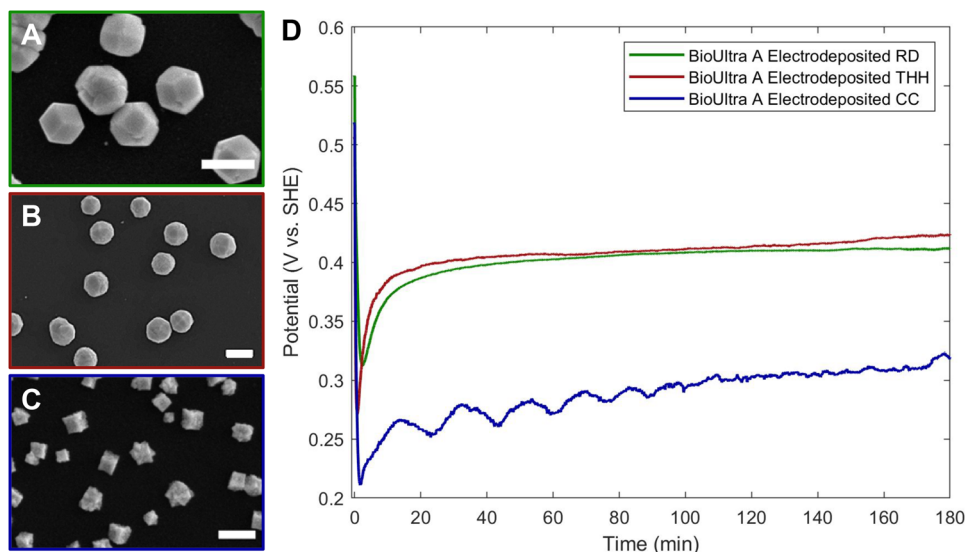 A
B
C
D
0.6
0.55
0.5
0.45
0.4
0.35
0.3
0.25
0.2
Potential (V vs. SHE)
BioUltra A Electrodeposited RD
BioUltra A Electrodeposited THH
BioUltra A Electrodeposited CC
0 20 40 60 80 100 120 140 160 180
Time (min)